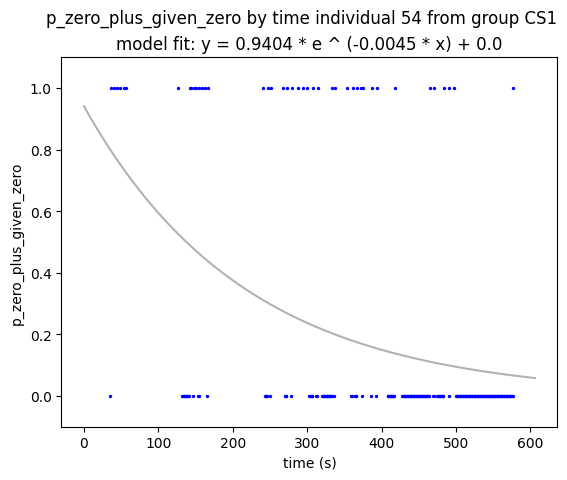 p_zero_plus_given_zero by time individual 54 from group CS1
model fit: y = 0.9404 * e ^ (-0.0045 * x) + 0.0
1.0
0.8
0.6
0.4
0.2
0.0
p_zero_plus_given_zero
0 100 200 300 400 500 600
time (s)